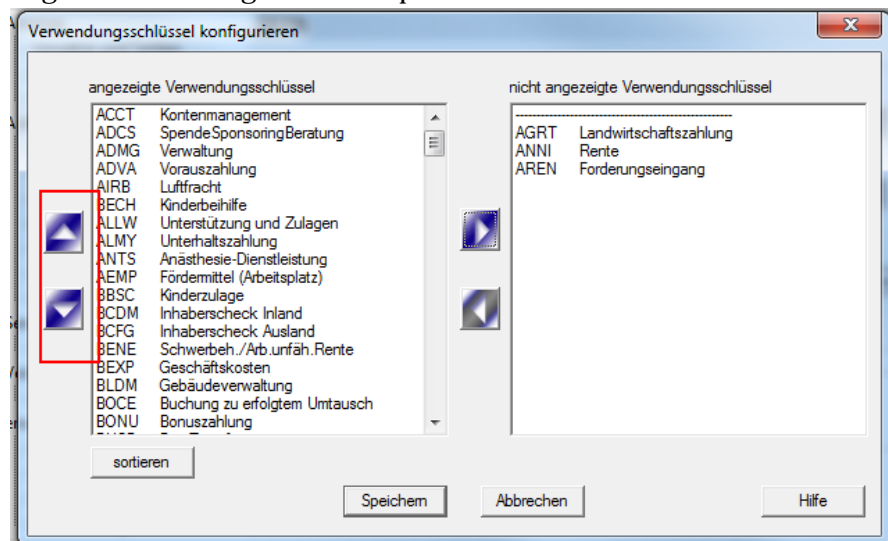 Verwendungsschlüssel konfigurieren
angezeigte Verwendungsschlüssel
ACCT Kontenmanagement
ADCS SpendeSponsoringBeratung
ADMG Verwaltung
ADVA Vorauszahlung
AIRB Luftfracht
BECH Kinderbeihilfe
ALLW Unterstützung und Zulagen
ALMY Unterhaltszahlung
ANTS Anästhesie-Dienstleistung
AEMP Fördermittel (Arbeitsplatz)
BBSC Kinderzulage
BCDM Inhaberscheck Inland
BCFG Inhaberscheck Ausland
BENE Schwerbeh./Arb.unfäh.Rente
BEXP Geschäftskosten
BLDM Gebäudeverwaltung
BOCE Buchung zu erfolgtem Umtausch
BONU Bonuszahlung
nicht angezeigte Verwendungsschlüssel
AGRT Landwirtschaftszahlung
ANNI Rente
AREN Forderungseingang
sortieren
Speichern
Abbrechen
Hilfe